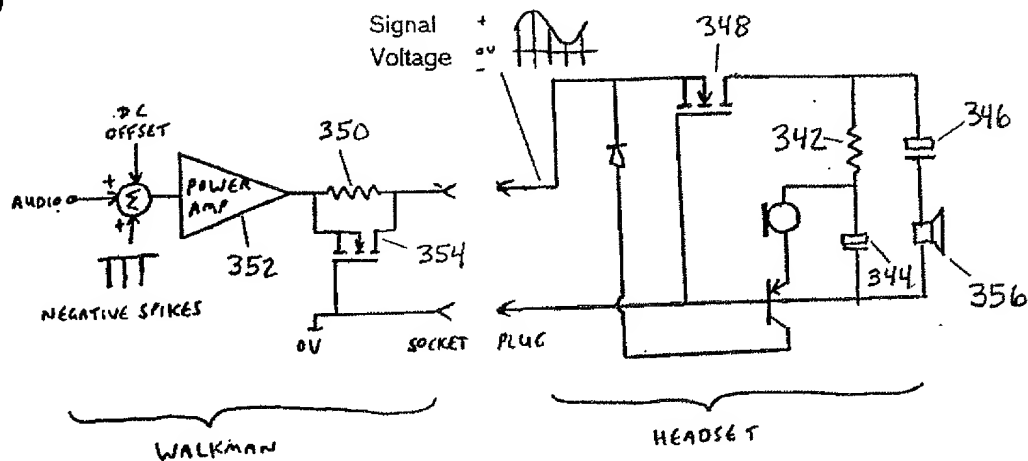 Signal
Voltage
+
0V
-
348
DC
OFFSET
350
342
346
AUDIO
+
Σ
+
POWER
AMP
352
354
344
356
NEGATIVE SPIKES
0V
SOCKET
PLUG
WALKMAN
HEADSET